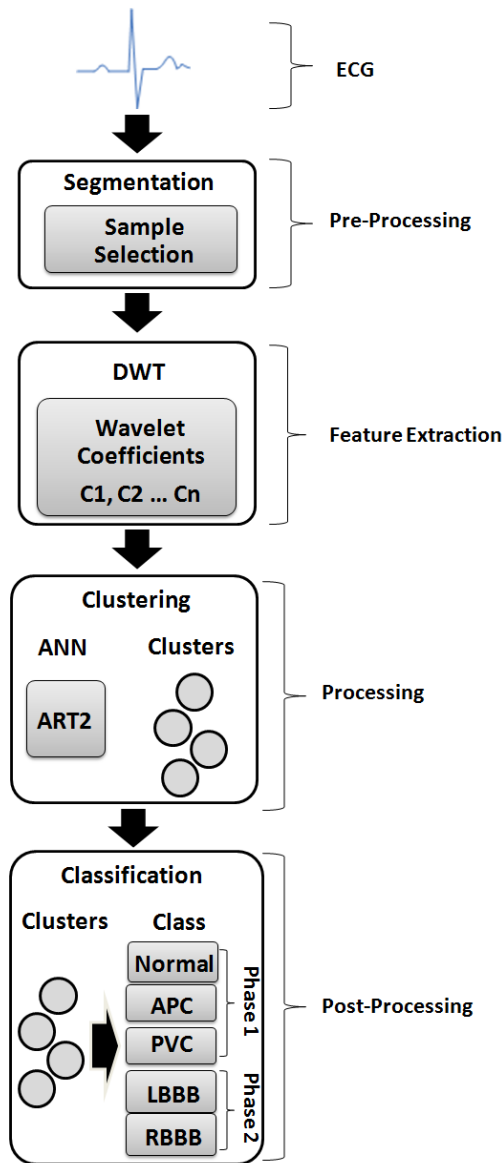 ECG
Segmentation
Sample
Selection
Pre-Processing
DWT
Wavelet
Coefficients
C1, C2 ... Cn
Feature Extraction
Clustering
ANN
Clusters
ART2
Processing
Classification
Clusters
Class
Normal
APC
PVC
Phase 1
LBBB
RBBB
Phase 2
Post-Processing